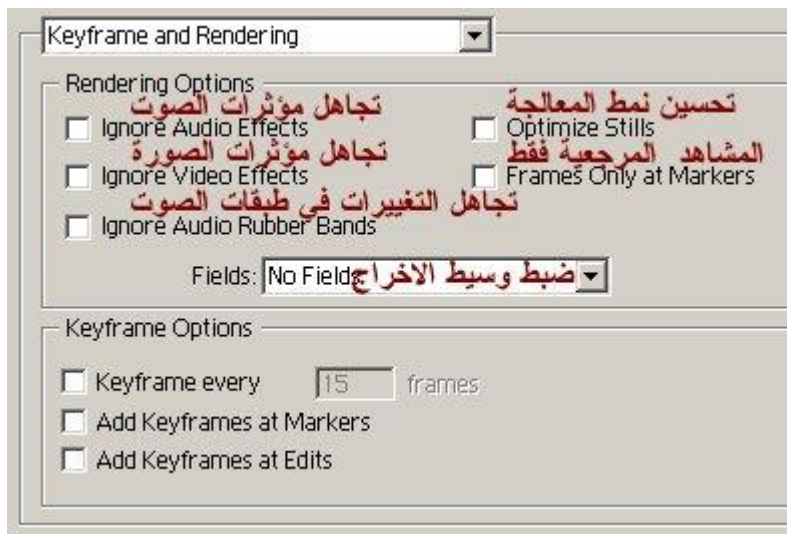 Keyframe and Rendering
Rendering Options
تجاهل مؤثرات الصوت
تحسين نمط المعالجة
Ignore Audio Effects
Optimize Stills
تجاهل مؤثرات الصورة
المشاهد المرجعية فقط
Ignore Video Effects
Frames Only at Markers
تجاهل التغييرات في طبقات الصوت
Ignore Audio Rubber Bands
Fields: No Fields ضبط وسيط الاخراج
Keyframe Options
Keyframe every 15 frames
Add Keyframes at Markers
Add Keyframes at Edits